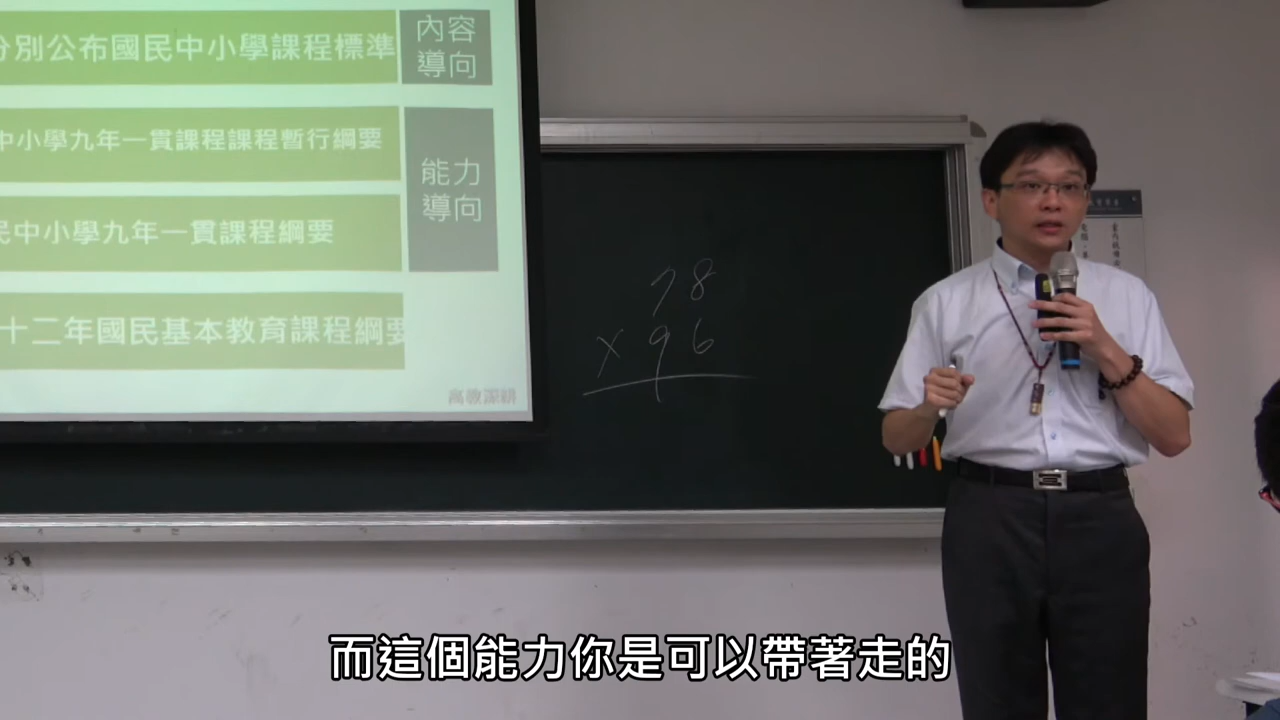 分別公布國民中小學課程標準
內容
導向
中小學九年一貫課程課程暫行綱要
能力
導向
民中小學九年一貫課程綱要
十二年國民基本教育課程綱要
高教深耕
78
×96
而這個能力你是可以帶著走的